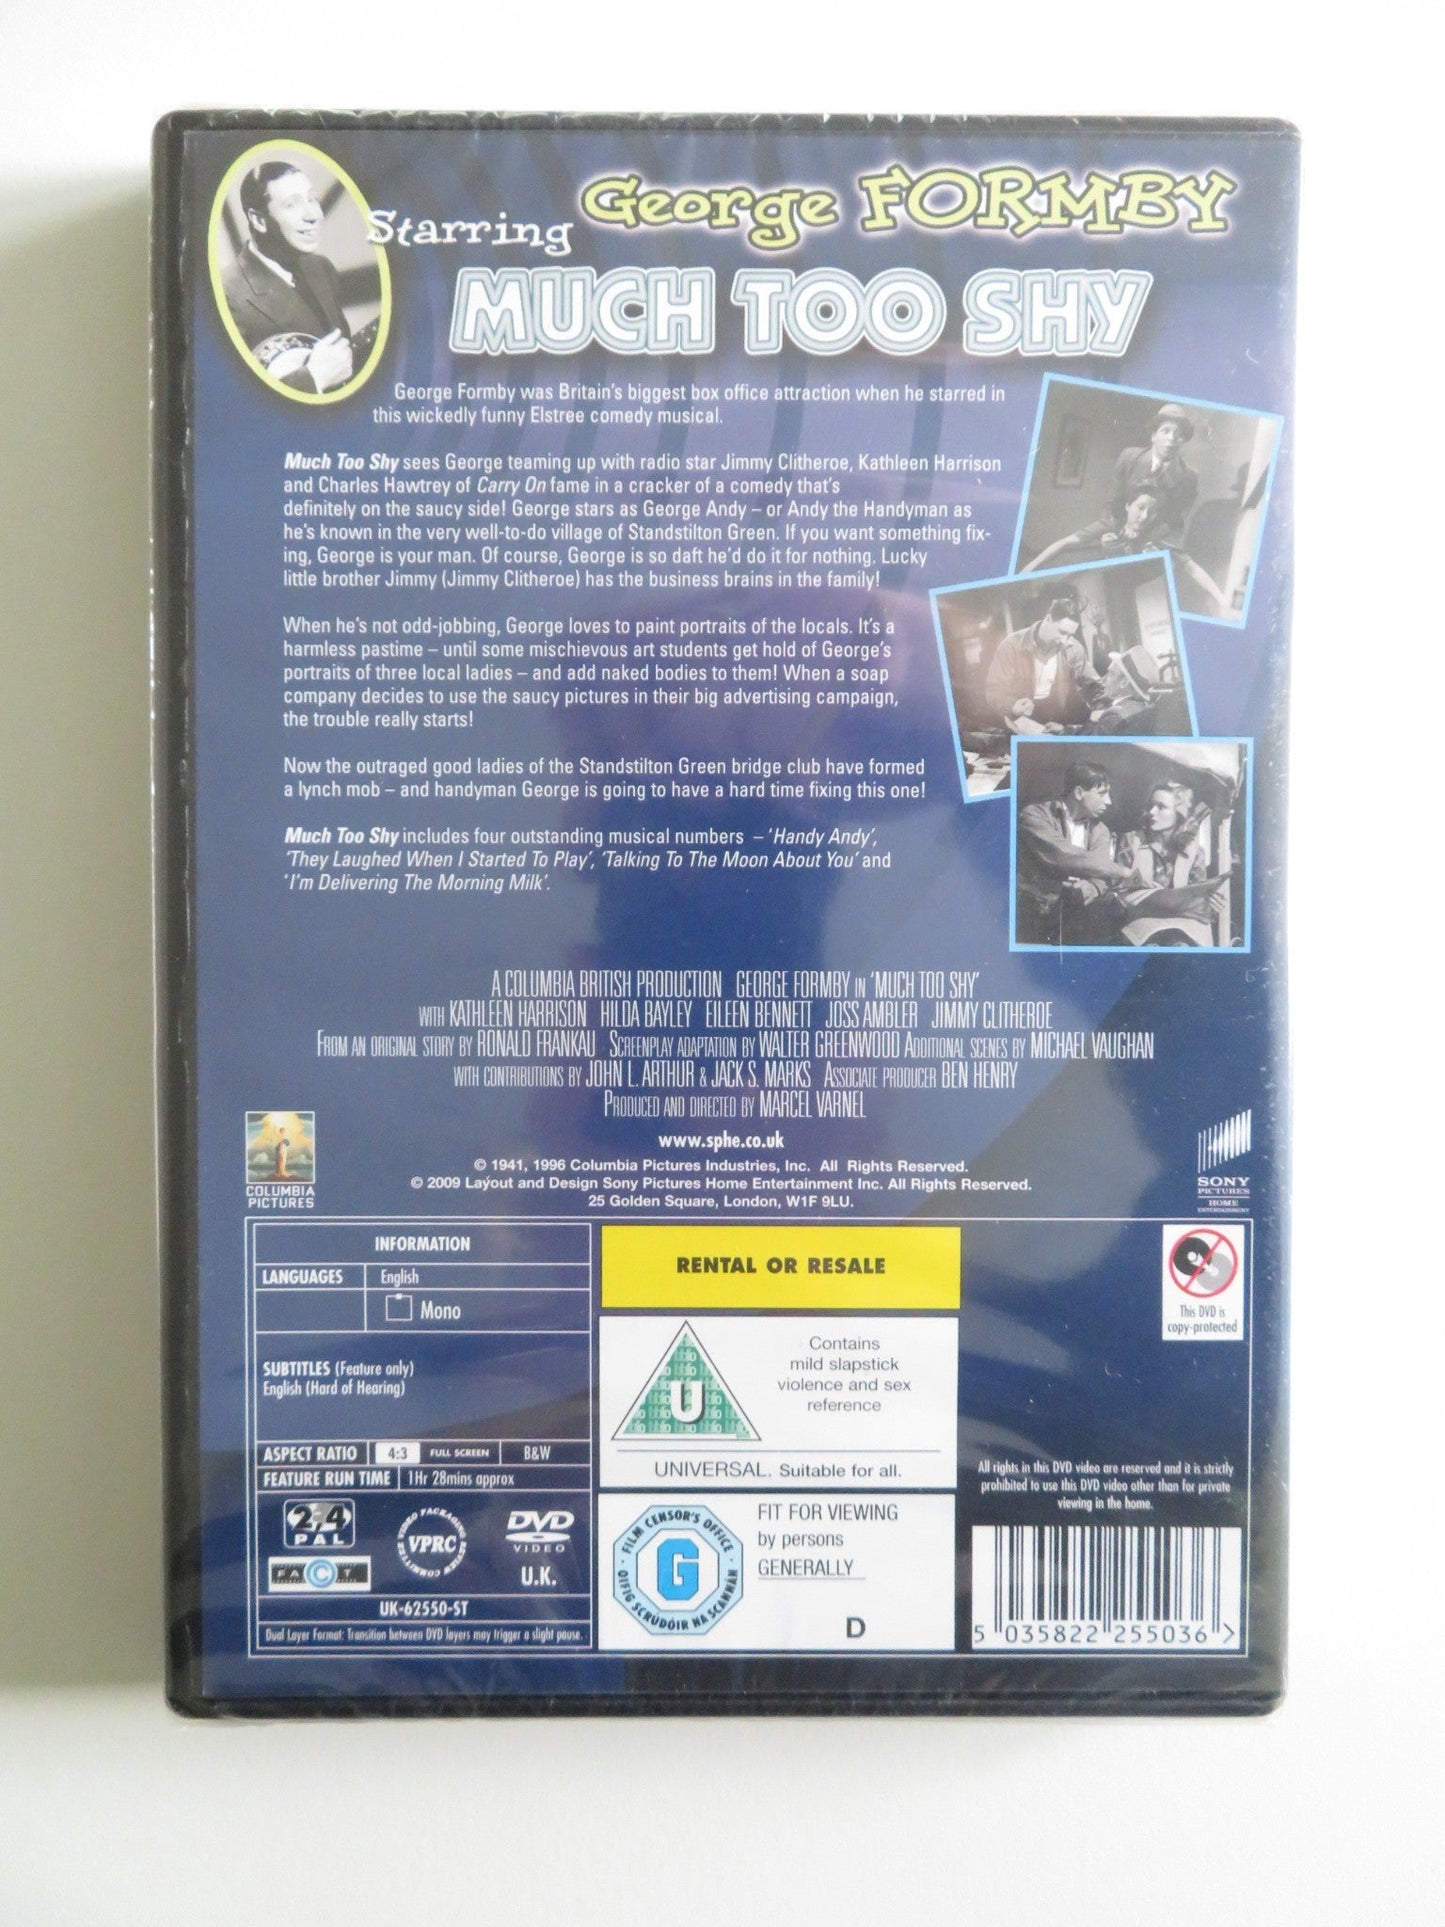 Starring George FORMBY
MUCH TOO SHY
George Formby was Britain's biggest box office attraction when he starred in
this wickedly funny Elstree comedy musical.
Much Too Shy sees George teaming up with radio star Jimmy Clitheroe, Kathleen Harrison
and Charles Hawtrey of Carry On fame in a cracker of a comedy that's
definitely on the saucy side! George stars as George Andy – or Andy the Handyman as
he's known in the very well-to-do village of Standstilton Green. If you want something fix-
ing, George is your man. Of course, George is so daft he'd do it for nothing. Lucky
little brother Jimmy (Jimmy Clitheroe) has the business brains in the family!
When he's not odd-jobbing, George loves to paint portraits of the locals. It's a
harmless pastime – until some mischievous art students get hold of George's
portraits of three local ladies – and add naked bodies to them! When a soap
company decides to use the saucy pictures in their big advertising campaign,
the trouble really starts!
Now the outraged good ladies of the Standstilton Green bridge club have formed
a lynch mob – and handyman George is going to have a hard time fixing this one!
Much Too Shy includes four outstanding musical numbers – 'Handy Andy',
'They Laughed When I Started To Play', 'Talking To The Moon About You' and
'I'm Delivering The Morning Milk'.
A COLUMBIA BRITISH PRODUCTION GEORGE FORMBY IN 'MUCH TOO SHY'
WITH KATHLEEN HARRISON HILDA BAYLEY EILEEN BENNETT JOSS AMBLER JIMMY CLITHEROE
FROM AN ORIGINAL STORY BY RONALD FRANKAU SCREENPLAY ADAPTATION BY WALTER GREENWOOD ADDITIONAL SCENES BY MICHAEL VAUGHAN
WITH CONTRIBUTIONS BY JOHN L. ARTHUR & JACK S. MARKS ASSOCIATE PRODUCER BEN HENRY
PRODUCED AND DIRECTED BY MARCEL VARNEL
www.sphe.co.uk
© 1941, 1996 Columbia Pictures Industries, Inc. All Rights Reserved.
© 2009 Layout and Design Sony Pictures Home Entertainment Inc. All Rights Reserved.
25 Golden Square, London, W1F 9LU.
COLUMBIA
PICTURES
SONY
PICTURES
HOME
ENTERTAINMENT
INFORMATION
LANGUAGES English
Mono
SUBTITLES (Feature only)
English (Hard of Hearing)
ASPECT RATIO 4:3 FULL SCREEN B&W
FEATURE RUN TIME 1Hr 28mins approx
2,4
PAL
FACT
VIDEO PACKAGING REVIEW COMMITTEE
VPRC
DVD
VIDEO
U.K.
UK-62550-ST
Dual Layer Format: Transition between DVD layers may trigger a slight pause.
RENTAL OR RESALE
U
Contains
mild slapstick
violence and sex
reference
UNIVERSAL. Suitable for all.
FILM CENSOR'S OFFICE
G
OIFIG SCRÚDÓIR NA SCANNÁN
FIT FOR VIEWING
by persons
GENERALLY
D
This DVD is
copy-protected
All rights in this DVD video are reserved and it is strictly
prohibited to use this DVD video other than for private
viewing in the home.
5 035822 255036 >